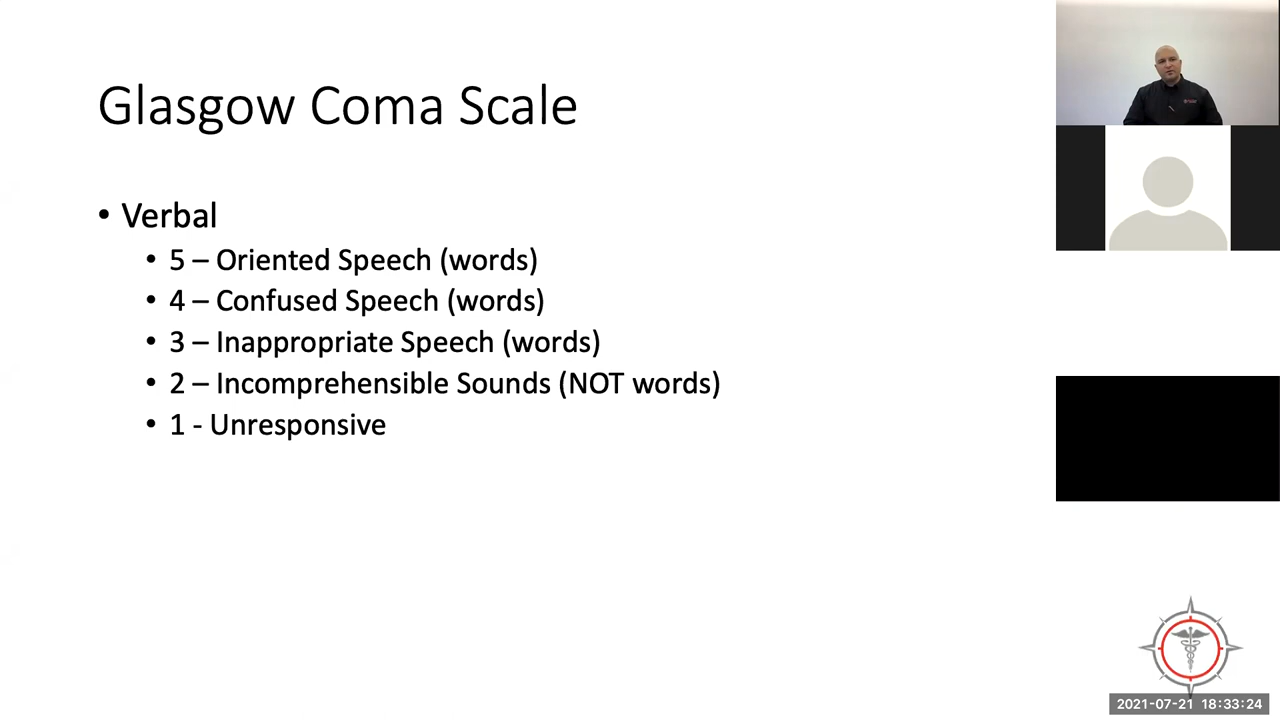 Glasgow Coma Scale
• Verbal
• 5 – Oriented Speech (words)
• 4 – Confused Speech (words)
• 3 – Inappropriate Speech (words)
• 2 – Incomprehensible Sounds (NOT words)
• 1 - Unresponsive
2021-07-21 18:33:24